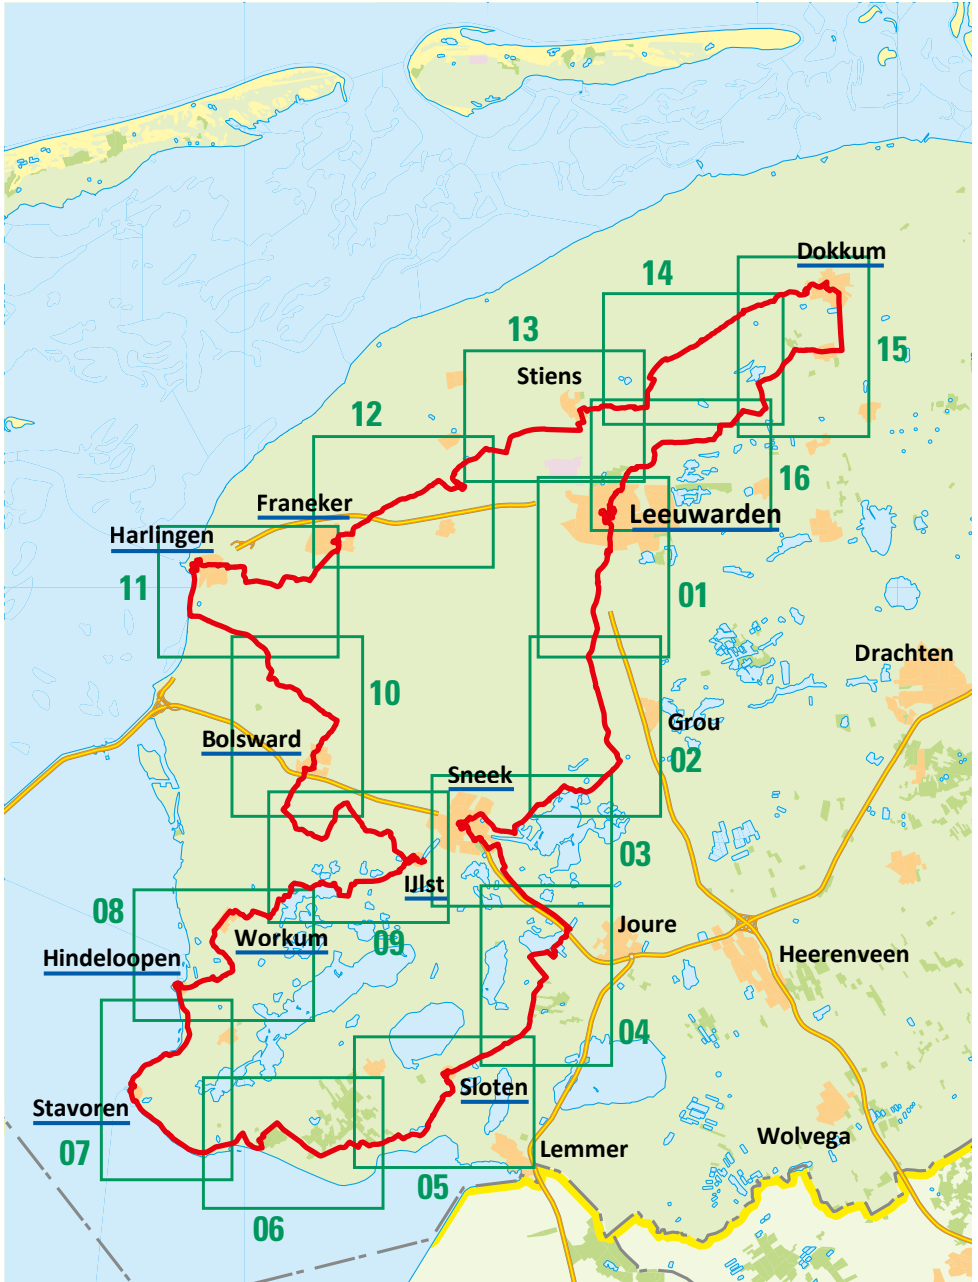 Dokkum
14
13
15
Stiens
12
16
Franeker
Leeuwarden
Harlingen
11
01
Drachten
10
Grou
Bolsward
02
Sneek
03
IJlst
08
Joure
Workum
09
Hindeloopen
Heerenveen
04
Sloten
Stavoren
Wolvega
07
Lemmer
05
06